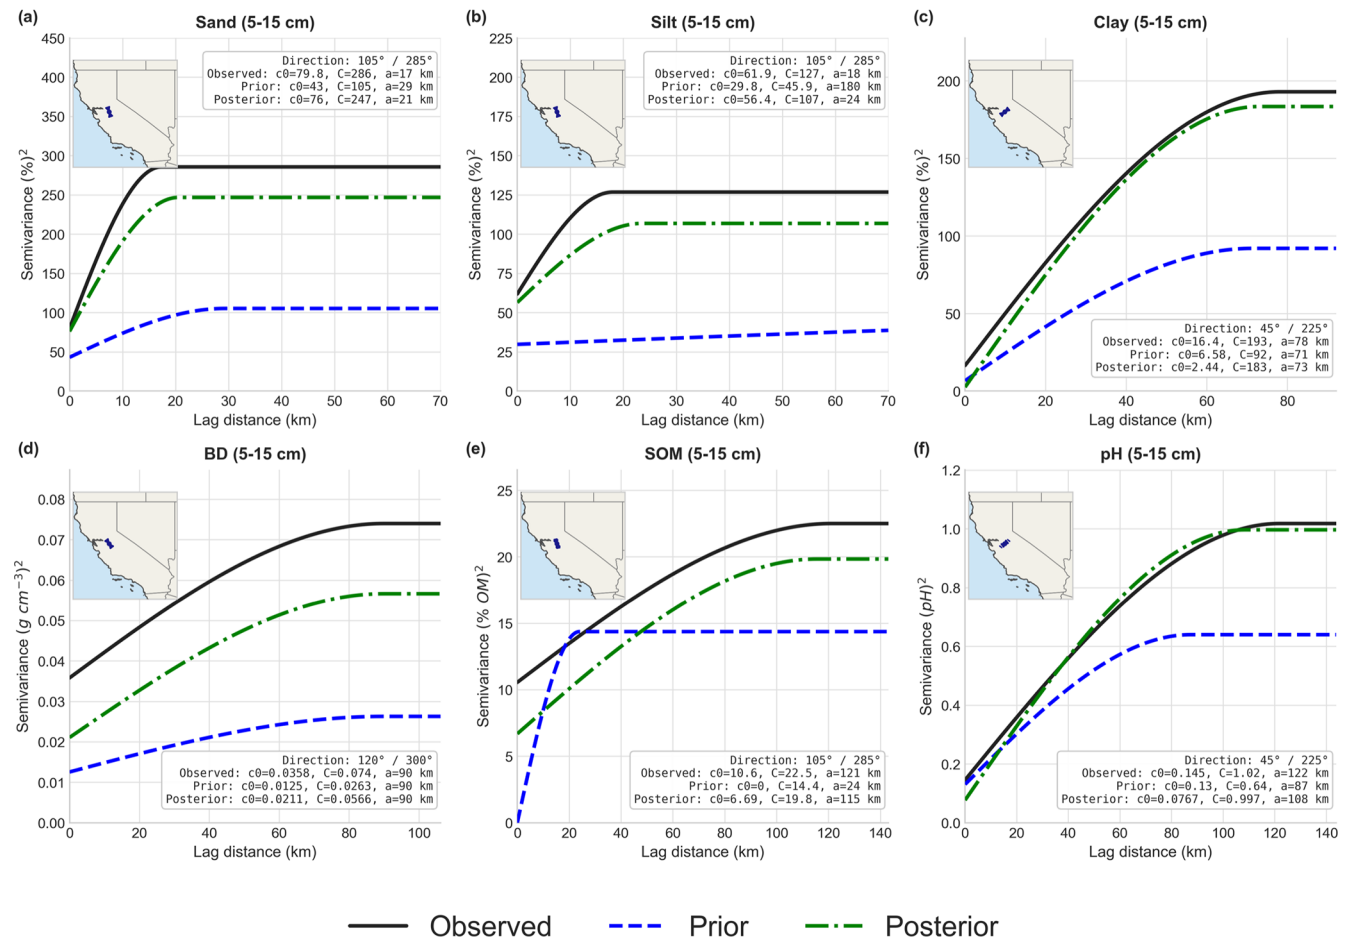 (a)
Sand (5-15 cm)
450
400
350
300
250
200
150
100
50
0
Semivariance (%)²
Direction: 105° / 285°
Observed: c0=79.8, C=286, a=17 km
Prior: c0=43, C=105, a=29 km
Posterior: c0=76, C=247, a=21 km
0 10 20 30 40 50 60 70
Lag distance (km)
(b)
Silt (5-15 cm)
225
200
175
150
125
100
75
50
25
0
Semivariance (%)²
Direction: 105° / 285°
Observed: c0=61.9, C=127, a=18 km
Prior: c0=29.8, C=45.9, a=180 km
Posterior: c0=56.4, C=107, a=24 km
0 10 20 30 40 50 60 70
Lag distance (km)
(c)
Clay (5-15 cm)
200
150
100
50
0
Semivariance (%)²
Direction: 45° / 225°
Observed: c0=16.4, C=193, a=78 km
Prior: c0=6.58, C=92, a=71 km
Posterior: c0=2.44, C=183, a=73 km
0 20 40 60 80
Lag distance (km)
(d)
BD (5-15 cm)
0.08
0.07
0.06
0.05
0.04
0.03
0.02
0.01
0.00
Semivariance (g cm⁻³)²
Direction: 120° / 300°
Observed: c0=0.0358, C=0.074, a=90 km
Prior: c0=0.0125, C=0.0263, a=90 km
Posterior: c0=0.0211, C=0.0566, a=90 km
0 20 40 60 80 100
Lag distance (km)
(e)
SOM (5-15 cm)
25
20
15
10
5
0
Semivariance (% OM)²
Direction: 105° / 285°
Observed: c0=10.6, C=22.5, a=121 km
Prior: c0=0, C=14.4, a=24 km
Posterior: c0=6.69, C=19.8, a=115 km
0 20 40 60 80 100 120 140
Lag distance (km)
(f)
pH (5-15 cm)
1.2
1.0
0.8
0.6
0.4
0.2
0.0
Semivariance (pH)²
Direction: 45° / 225°
Observed: c0=0.145, C=1.02, a=122 km
Prior: c0=0.13, C=0.64, a=87 km
Posterior: c0=0.0767, C=0.997, a=108 km
0 20 40 60 80 100 120 140
Lag distance (km)
Observed Prior Posterior